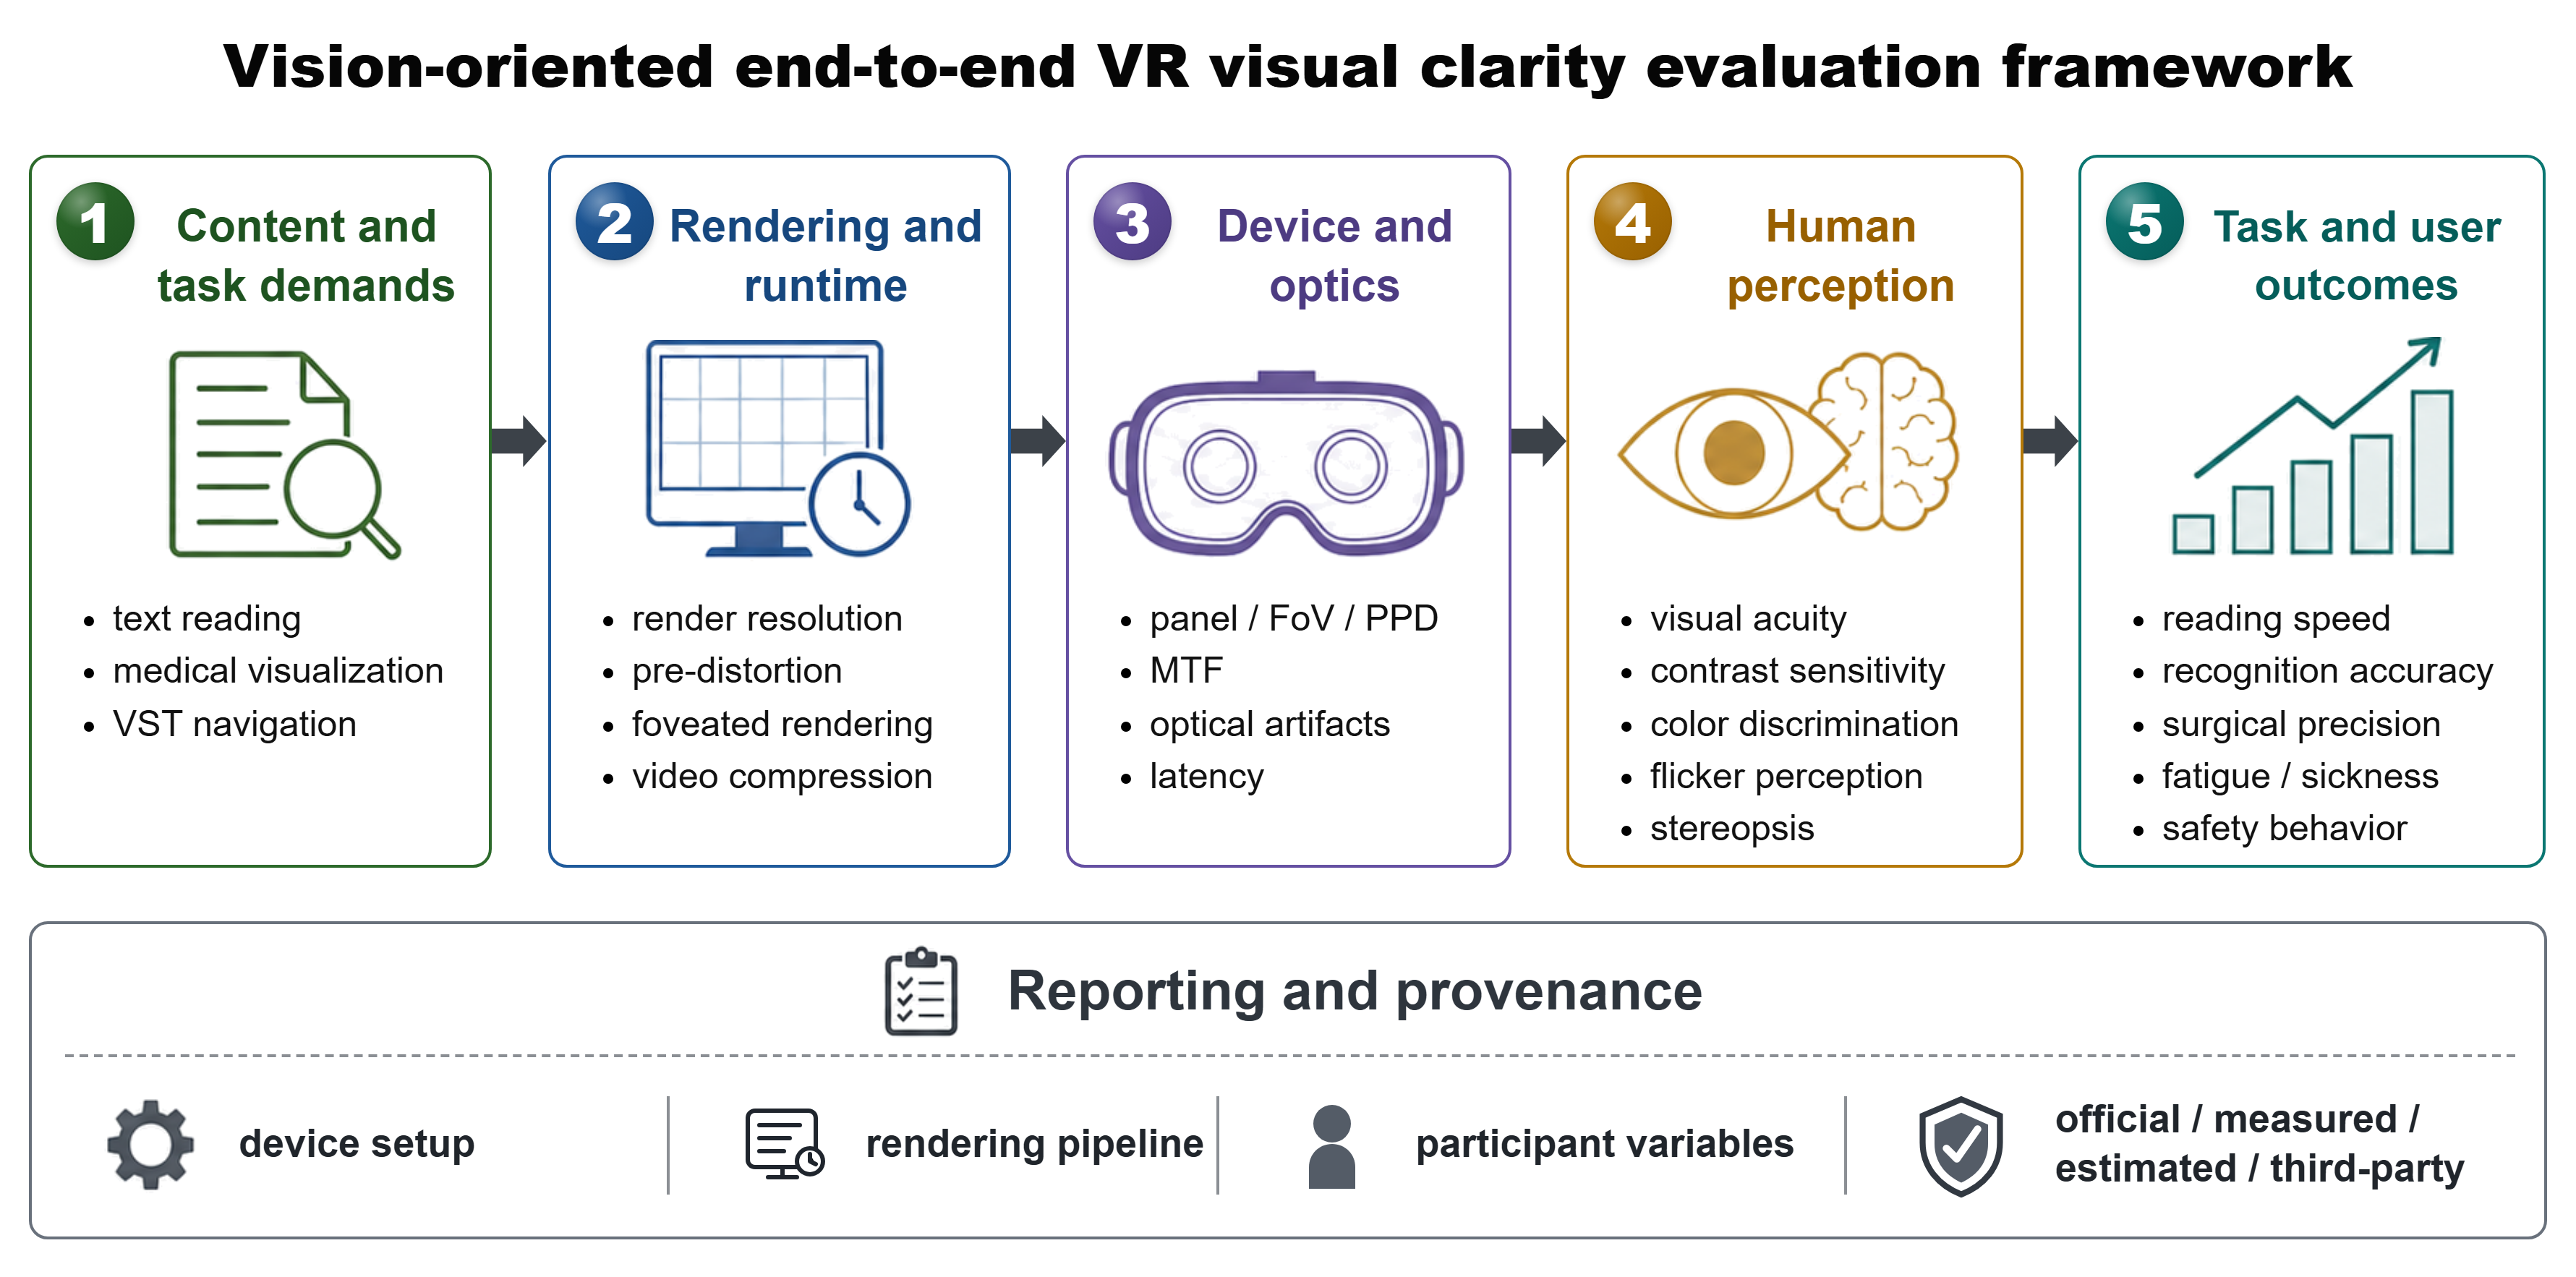 Vision-oriented end-to-end VR visual clarity evaluation framework
1
Content and
task demands
• text reading
• medical visualization
• VST navigation
2
Rendering and
runtime
• render resolution
• pre-distortion
• foveated rendering
• video compression
3
Device and
optics
• panel / FoV / PPD
• MTF
• optical artifacts
• latency
4
Human
perception
• visual acuity
• contrast sensitivity
• color discrimination
• flicker perception
• stereopsis
5
Task and user
outcomes
• reading speed
• recognition accuracy
• surgical precision
• fatigue / sickness
• safety behavior
Reporting and provenance
device setup
rendering pipeline
participant variables
official / measured /
estimated / third-party